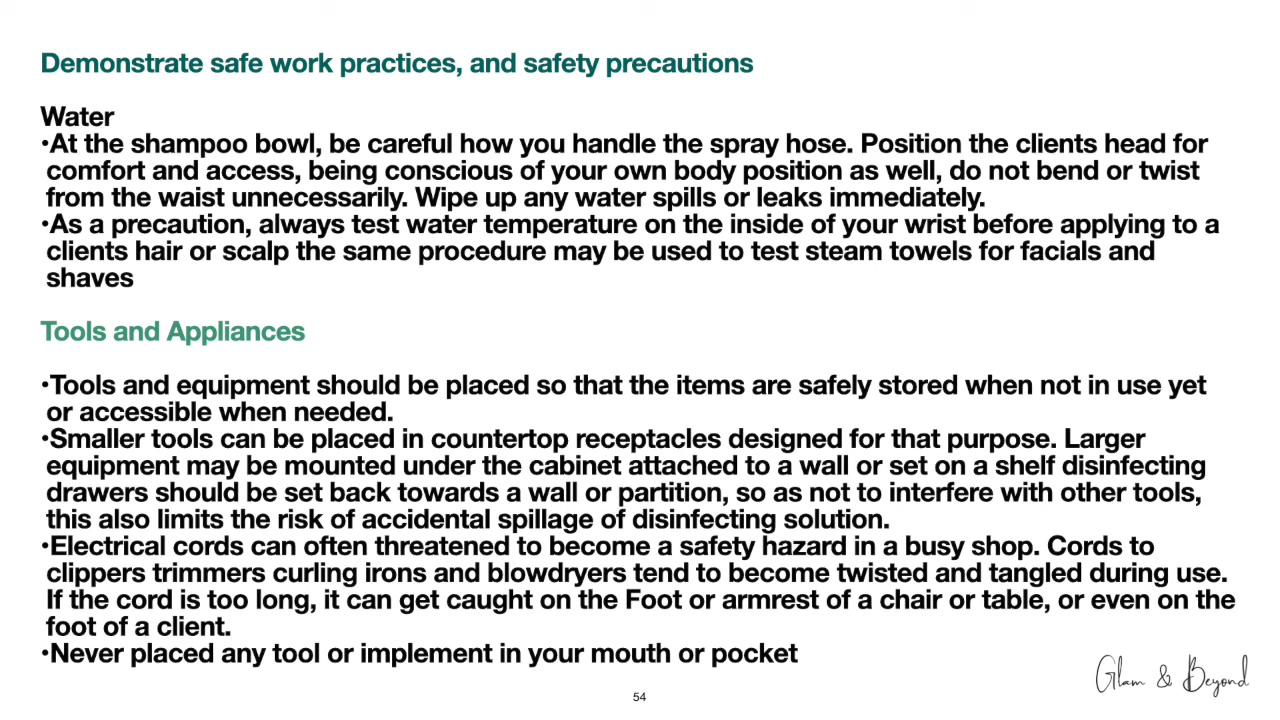 Demonstrate safe work practices, and safety precautions
Water
•At the shampoo bowl, be careful how you handle the spray hose. Position the clients head for
comfort and access, being conscious of your own body position as well, do not bend or twist
from the waist unnecessarily. Wipe up any water spills or leaks immediately.
•As a precaution, always test water temperature on the inside of your wrist before applying to a
clients hair or scalp the same procedure may be used to test steam towels for facials and
shaves
Tools and Appliances
•Tools and equipment should be placed so that the items are safely stored when not in use yet
or accessible when needed.
•Smaller tools can be placed in countertop receptacles designed for that purpose. Larger
equipment may be mounted under the cabinet attached to a wall or set on a shelf disinfecting
drawers should be set back towards a wall or partition, so as not to interfere with other tools,
this also limits the risk of accidental spillage of disinfecting solution.
•Electrical cords can often threatened to become a safety hazard in a busy shop. Cords to
clippers trimmers curling irons and blowdryers tend to become twisted and tangled during use.
If the cord is too long, it can get caught on the Foot or armrest of a chair or table, or even on the
foot of a client.
•Never placed any tool or implement in your mouth or pocket
Glam & Beyond
54